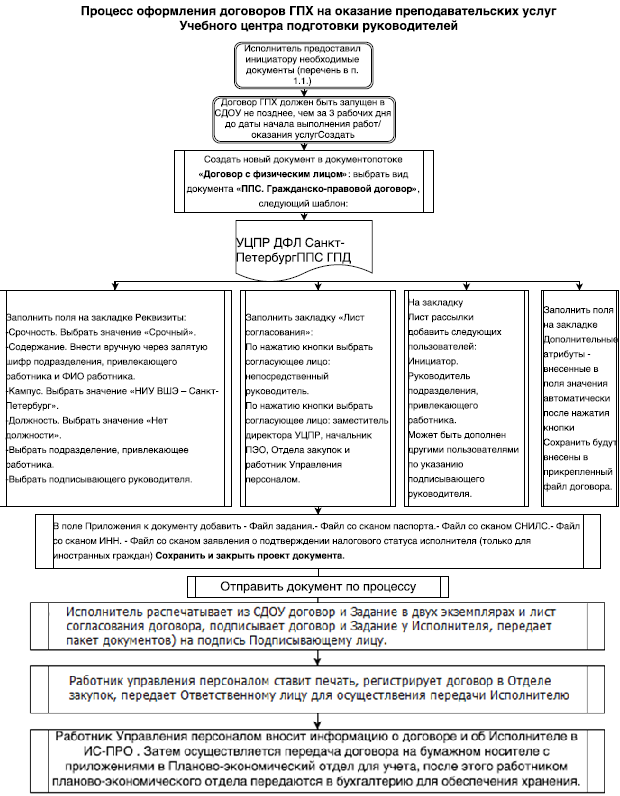 Процесс оформления договоров ГПХ на оказание преподавательских услуг
Учебного центра подготовки руководителей
Исполнитель предоставил
инициатору необходимые
документы (перечень в п.
1.1.)
Договор ГПХ должен быть запущен в
СДОУ не позднее, чем за 3 рабочих дня
до даты начала выполнения работ/
оказания услугСоздать
Создать новый документ в документопотоке
«Договор с физическим лицом»: выбрать вид
документа «ППС. Гражданско-правовой договор»,
следующий шаблон:
УЦПР ДФЛ Санкт-
ПетербургППС ГПД
Заполнить поля на закладке Реквизиты:
-Срочность. Выбрать значение «Срочный».
-Содержание. Внести вручную через запятую
шифр подразделения, привлекающего
работника и ФИО работника.
-Кампус. Выбрать значение «НИУ ВШЭ – Санкт-
Петербург».
-Должность. Выбрать значение «Нет
должности».
-Выбрать подразделение, привлекающее
работника.
-Выбрать подписывающего руководителя.
Заполнить закладку «Лист
согласования»:
По нажатию кнопки выбрать
согласующее лицо:
непосредственный
руководитель.
По нажатию кнопки выбрать
согласующее лицо: заместитель
директора УЦПР, начальник
ПЭО, Отдела закупок и
работник Управления
персоналом.
На закладку
Лист рассылки
добавить следующих
пользователей:
Инициатор.
Руководитель
подразделения,
привлекающего
работника.
Может быть дополнен
другими пользователями
по указанию
подписывающего
руководителя.
Заполнить поля
на закладке
Дополнительные
атрибуты -
внесенные в
поля значения
автоматически
после нажатия
кнопки
Сохранить будут
внесены в
прикрепленный
файл договора.
В поле Приложения к документу добавить - Файл задания.- Файл со сканом паспорта.- Файл со сканом СНИЛС.- Файл
со сканом ИНН. - Файл со сканом заявления о подтверждении налогового статуса исполнителя (только для
иностранных граждан) Сохранить и закрыть проект документа.
Отправить документ по процессу
Исполнитель распечатывает из СДОУ договор и Задание в двух экземплярах и лист
согласования договора, подписывает договор и Задание у Исполнителя, передает
пакет документов) на подпись Подписывающему лицу.
Работник управления персоналом ставит печать, регистрирует договор в Отделе
закупок, передает Ответственному лицу для осуществления передачи Исполнителю
Работник Управления персоналом вносит информацию о договоре и об Исполнителе в
ИС-ПРО . Затем осуществляется передача договора на бумажном носителе с
приложениями в Планово-экономический отдел для учета, после этого работником
планово-экономического отдела передаются в бухгалтерию для обеспечения хранения.